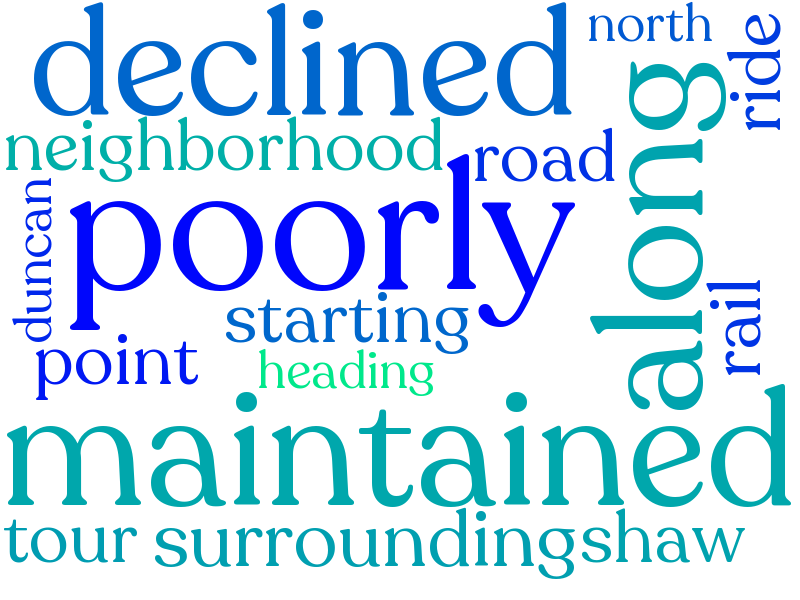 declined
north
ride
along
neighborhood
road
poorly
duncan
starting
rail
point
heading
maintained
tour
surrounding
shaw